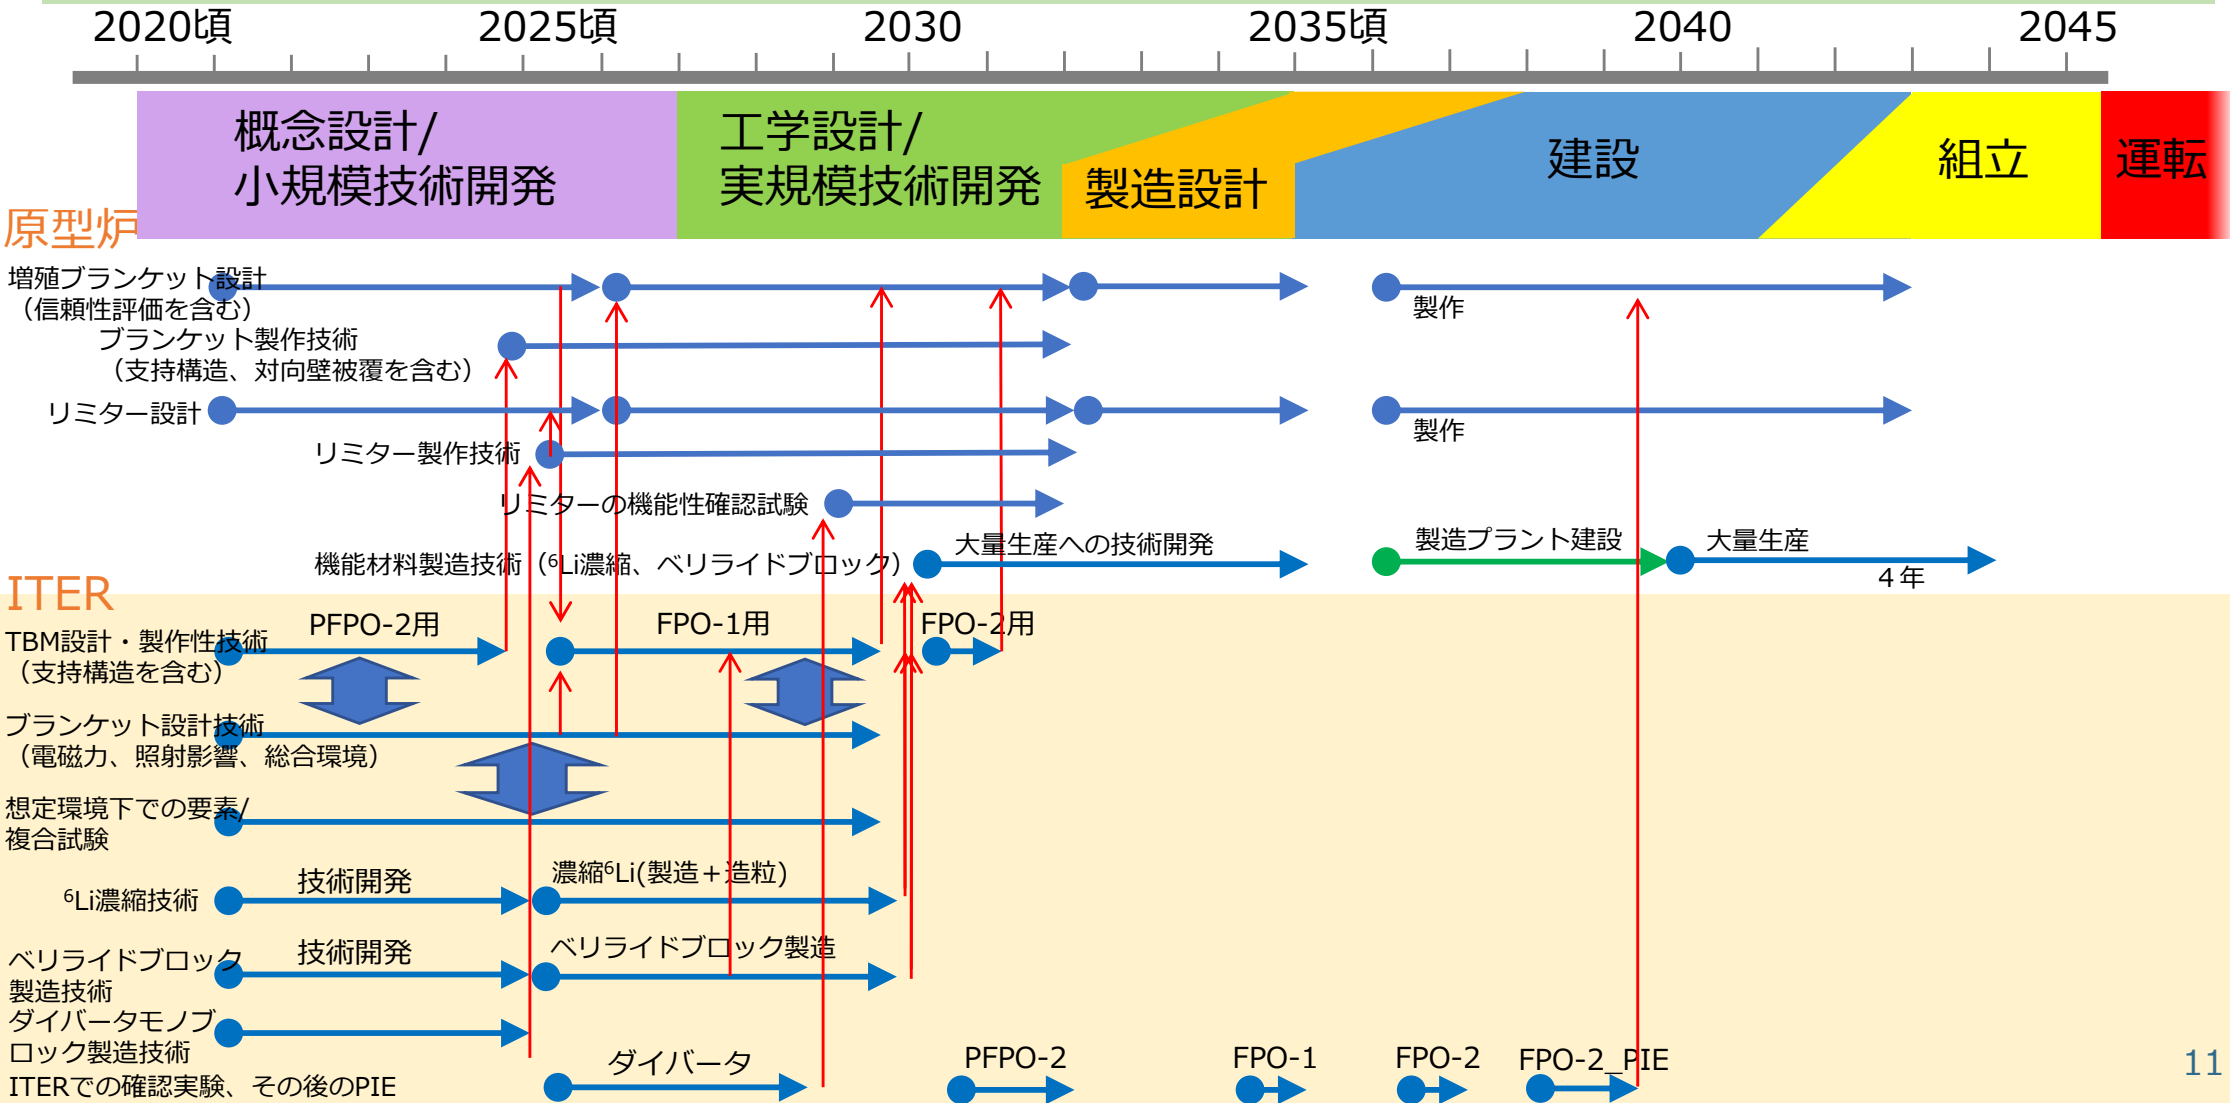 2020頃 2025頃 2030 2035頃 2040 2045
概念設計/
小規模技術開発
工学設計/
実規模技術開発
製造設計
建設
組立
運転
原型炉
増殖ブランケット設計
（信頼性評価を含む）
製作
ブランケット製作技術
（支持構造、対向壁被覆を含む）
リミター設計
製作
リミター製作技術
リミターの機能性確認試験
機能材料製造技術（⁶Li濃縮、ベリライドブロック）
大量生産への技術開発
製造プラント建設
大量生産
４年
ITER
TBM設計・製作性技術
（支持構造を含む）
PFPO-2用
FPO-1用
FPO-2用
ブランケット設計技術
（電磁力、照射影響、総合環境）
想定環境下での要素/
複合試験
⁶Li濃縮技術
技術開発
濃縮⁶Li(製造＋造粒)
ベリライドブロック
製造技術
技術開発
ベリライドブロック製造
ダイバータモノブ
ロック製造技術
ITERでの確認実験、その後のPIE
ダイバータ
PFPO-2
FPO-1
FPO-2
FPO-2_PIE
11